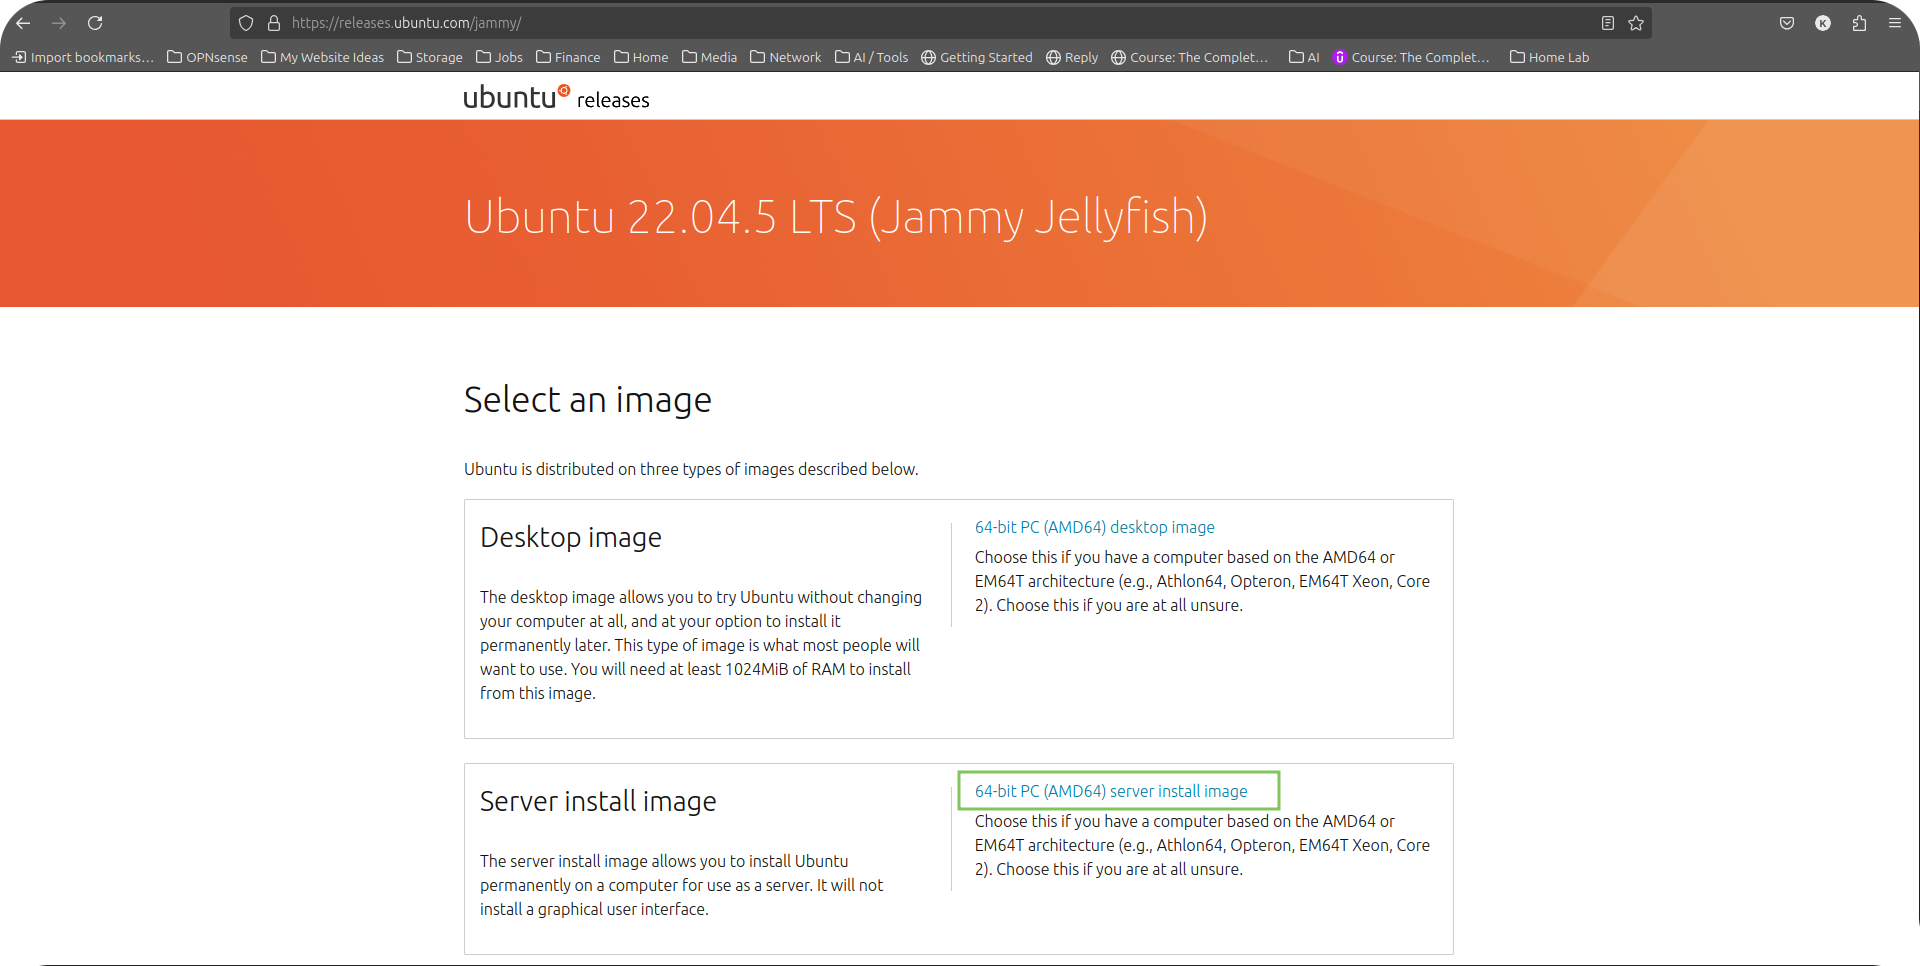 https://releases.ubuntu.com/jammy/
K
Import bookmarks… OPNsense My Website Ideas Storage Jobs Finance Home Media Network AI / Tools Getting Started Reply Course: The Complet… AI Course: The Complet… Home Lab
ubuntu releases
Ubuntu 22.04.5 LTS (Jammy Jellyfish)
Select an image
Ubuntu is distributed on three types of images described below.
Desktop image
The desktop image allows you to try Ubuntu without changing
your computer at all, and at your option to install it
permanently later. This type of image is what most people will
want to use. You will need at least 1024MiB of RAM to install
from this image.
64-bit PC (AMD64) desktop image
Choose this if you have a computer based on the AMD64 or
EM64T architecture (e.g., Athlon64, Opteron, EM64T Xeon, Core
2). Choose this if you are at all unsure.
Server install image
The server install image allows you to install Ubuntu
permanently on a computer for use as a server. It will not
install a graphical user interface.
64-bit PC (AMD64) server install image
Choose this if you have a computer based on the AMD64 or
EM64T architecture (e.g., Athlon64, Opteron, EM64T Xeon, Core
2). Choose this if you are at all unsure.